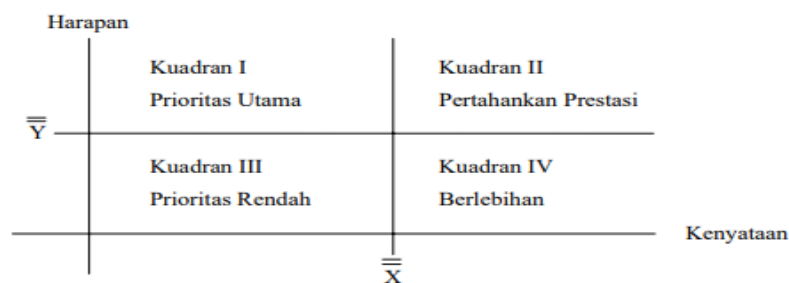 Harapan
Kuadran I
Prioritas Utama
Kuadran II
Pertahankan Prestasi
Y̿
Kuadran III
Prioritas Rendah
Kuadran IV
Berlebihan
Kenyataan
X̿